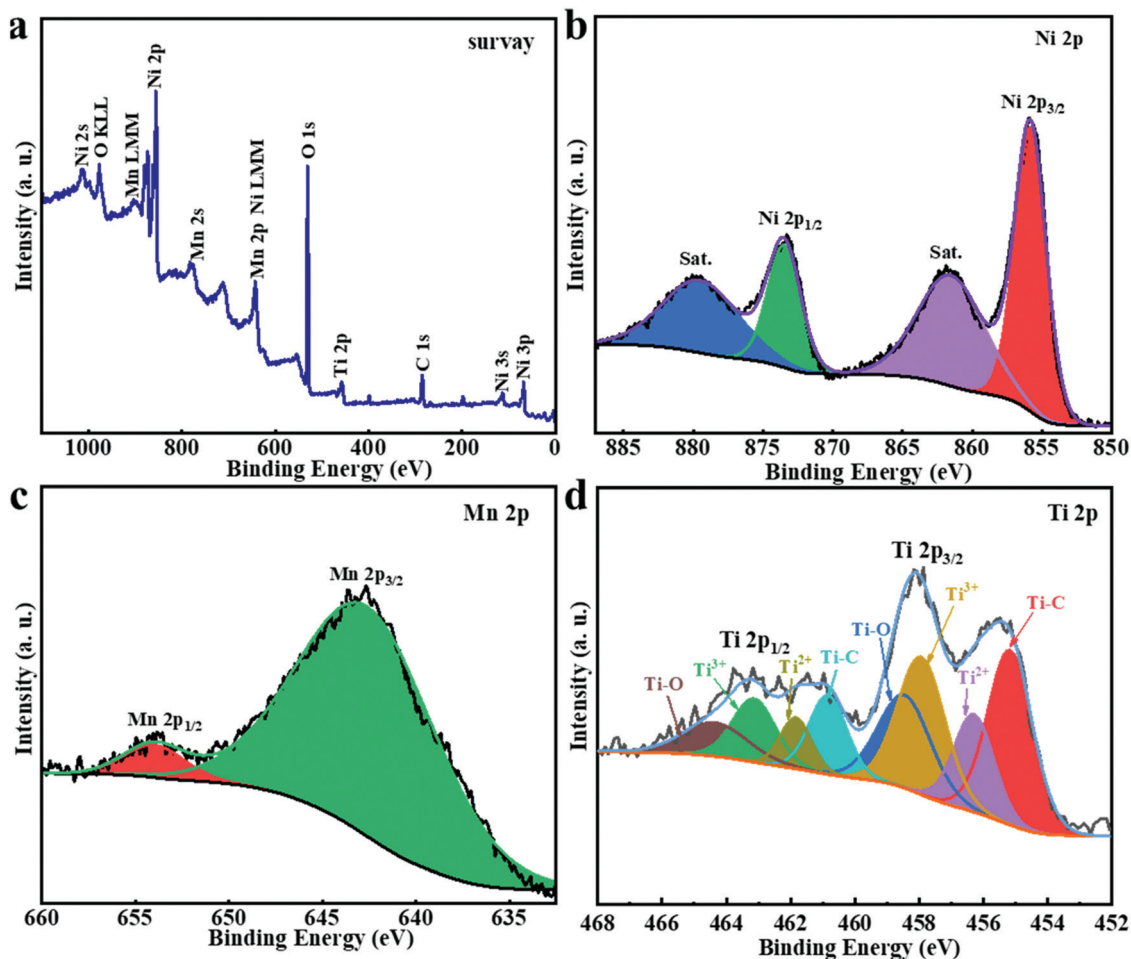 a
survay
Ni 2s
O KLL
Mn LMM
Ni 2p
Mn 2s
Mn 2p Ni LMM
O 1s
Ti 2p
C 1s
Ni 3s
Ni 3p
Intensity (a. u.)
1000 800 600 400 200 0
Binding Energy (eV)
b
Ni 2p
Ni 2p3/2
Ni 2p1/2
Sat.
Sat.
Intensity (a. u.)
885 880 875 870 865 860 855 850
Binding Energy (eV)
c
Mn 2p
Mn 2p3/2
Mn 2p1/2
Intensity (a. u.)
660 655 650 645 640 635
Binding Energy (eV)
d
Ti 2p
Ti 2p3/2
Ti3+
Ti-C
Ti-O
Ti 2p1/2
Ti2+
Ti-C
Ti3+
Ti2+
Ti-O
Intensity (a. u.)
468 466 464 462 460 458 456 454 452
Binding Energy (eV)